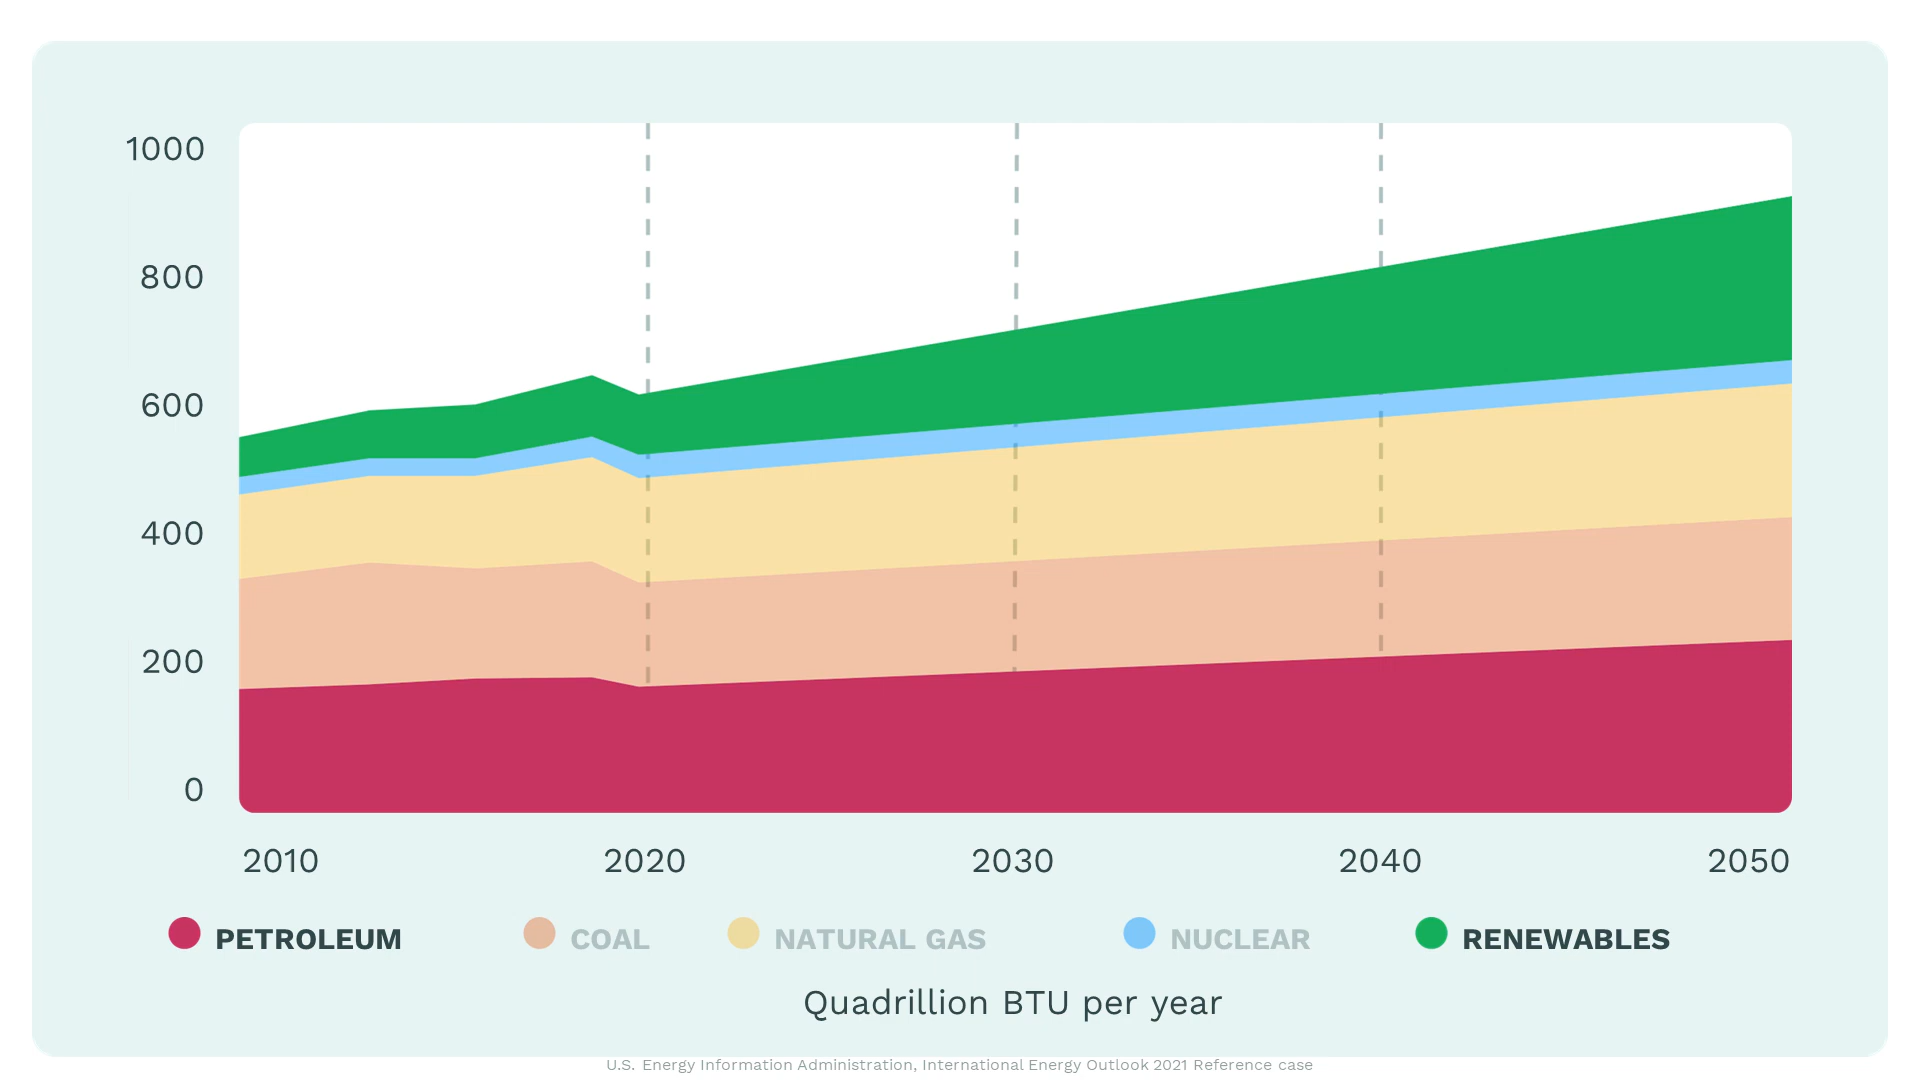 1000
800
600
400
200
0
2010 2020 2030 2040 2050
PETROLEUM COAL NATURAL GAS NUCLEAR RENEWABLES
Quadrillion BTU per year
U.S. Energy Information Administration, International Energy Outlook 2021 Reference case